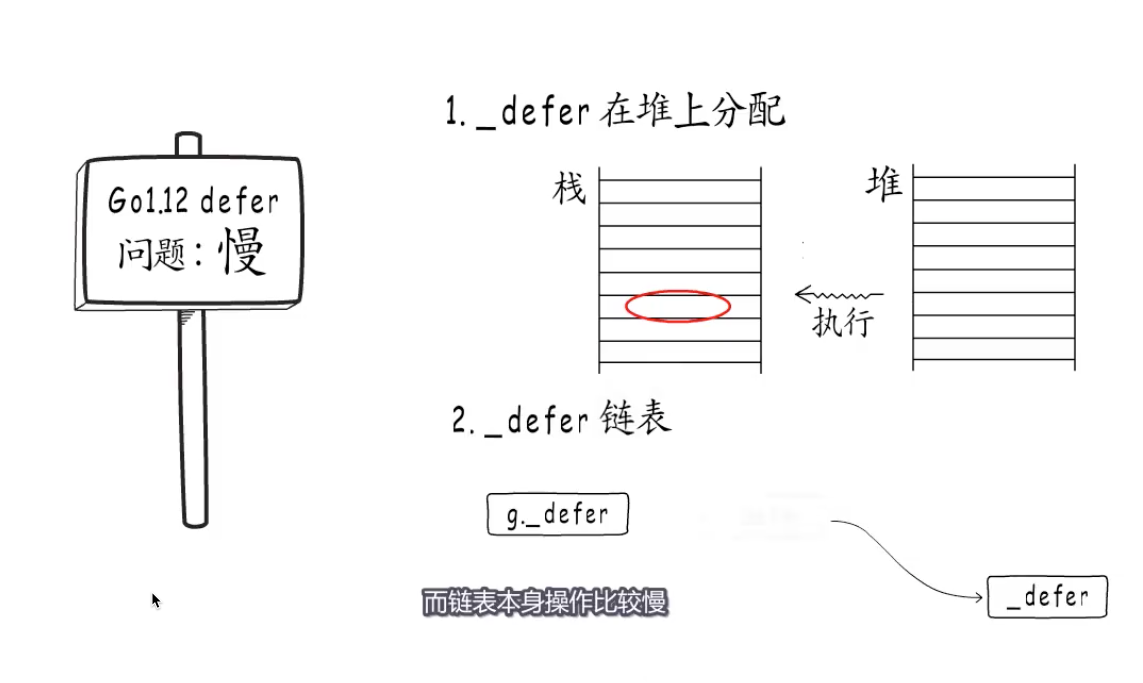 Go1.12 defer
问题：慢
1. _defer 在堆上分配
栈
堆
执行
2. _defer 链表
g._defer
_defer
而链表本身操作比较慢